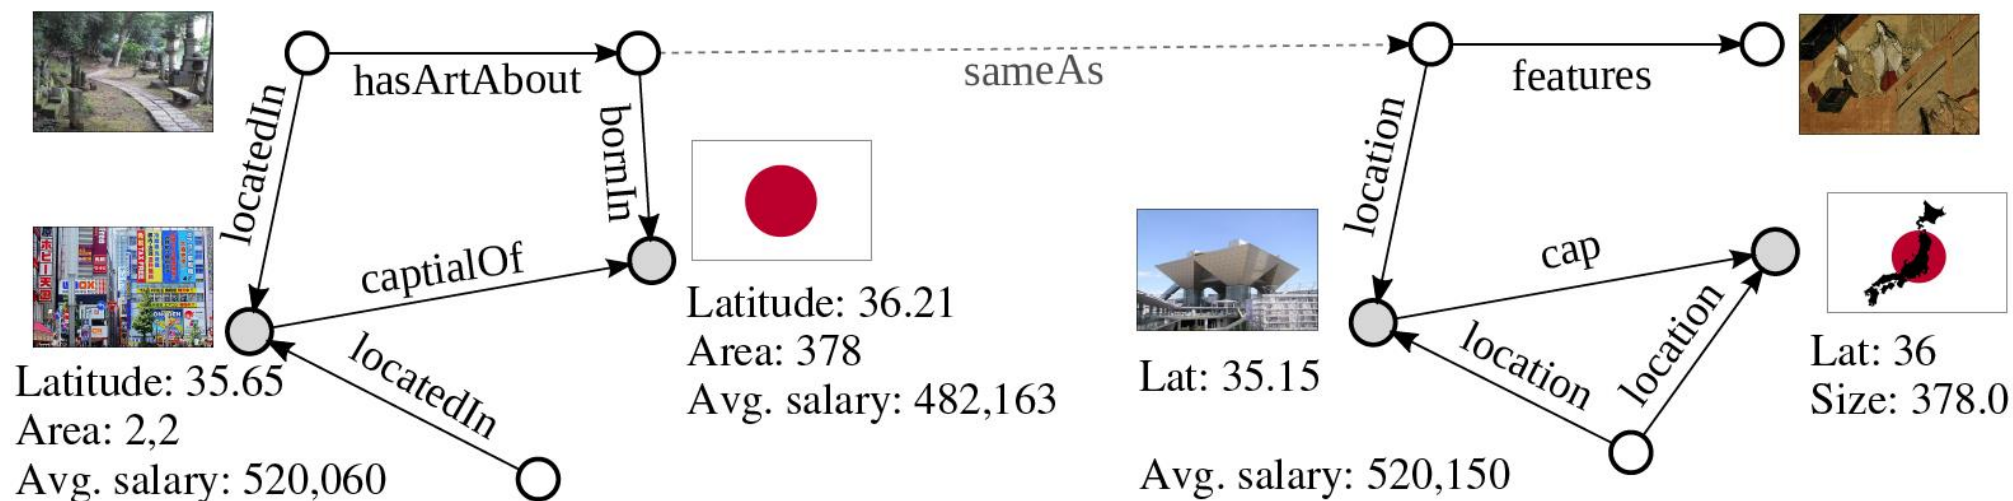 hasArtAbout
sameAs
features
locatedIn
bornIn
location
captialOf
cap
Latitude: 36.21
Area: 378
Avg. salary: 482,163
locatedIn
Latitude: 35.65
Area: 2,2
Avg. salary: 520,060
Lat: 35.15
Avg. salary: 520,150
location
location
Lat: 36
Size: 378.0